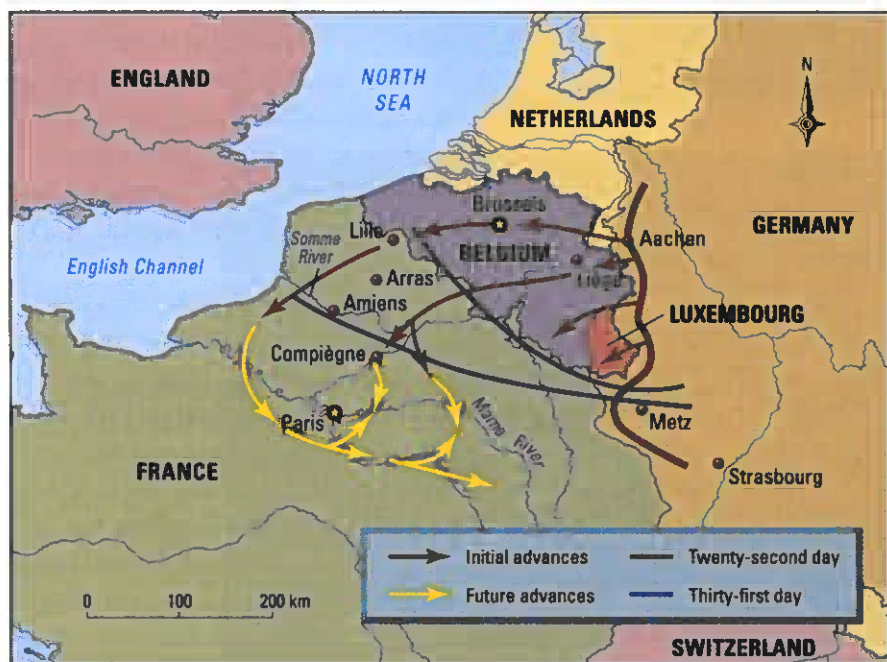 ENGLAND
NORTH
SEA
NETHERLANDS
N
GERMANY
Brussels
Lille
Aachan
BELGIUM
Liège
Somme
River
English Channel
Arras
Amiens
LUXEMBOURG
Compiègne
Paris
Marne River
Metz
FRANCE
Strasbourg
Initial advances
Twenty-second day
Future advances
Thirty-first day
0 100 200 km
SWITZERLAND